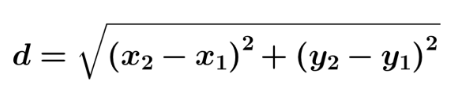 d = √(x₂ − x₁)² + (y₂ − y₁)²